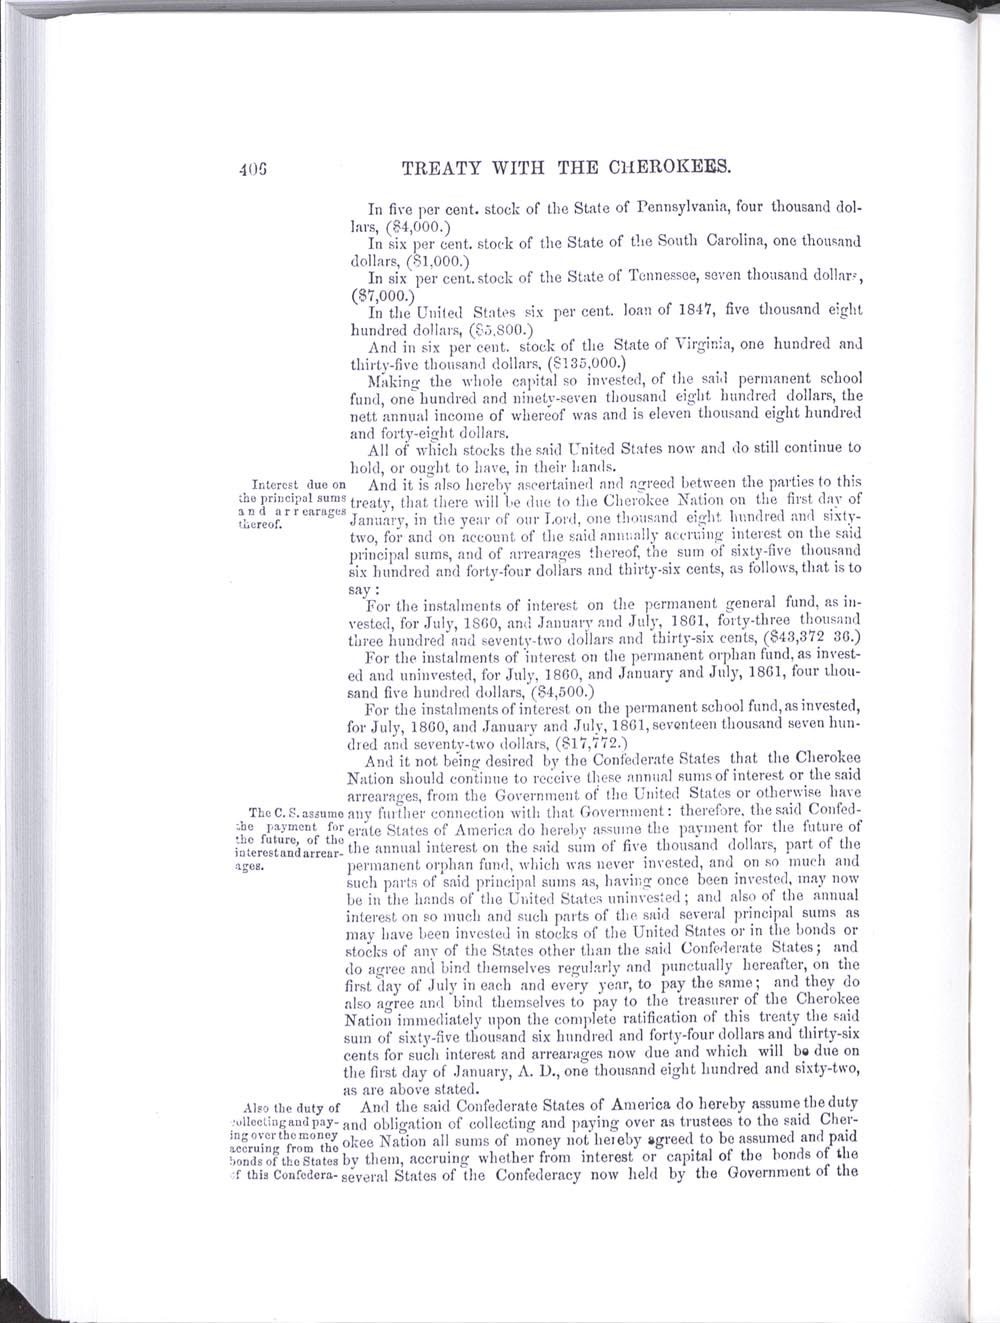 406
TREATY WITH THE CHEROKEES.
In five per cent. stock of the State of Pennsylvania, four thousand dol-
lars, ($4,000.)
In six per cent. stock of the State of the South Carolina, one thousand
dollars, ($1,000.)
In six per cent. stock of the State of Tennessee, seven thousand dollars,
($7,000.)
In the United States six per cent. loan of 1847, five thousand eight
hundred dollars, ($5,800.)
And in six per cent. stock of the State of Virginia, one hundred and
thirty-five thousand dollars, ($135,000.)
Making the whole capital so invested, of the said permanent school
fund, one hundred and ninety-seven thousand eight hundred dollars, the
nett annual income of whereof was and is eleven thousand eight hundred
and forty-eight dollars.
All of which stocks the said United States now and do still continue to
hold, or ought to have, in their hands.
Interest due on
the principal sums
and arrearages
thereof.
And it is also hereby ascertained and agreed between the parties to this
treaty, that there will be due to the Cherokee Nation on the first day of
January, in the year of our Lord, one thousand eight hundred and sixty-
two, for and on account of the said annually accruing interest on the said
principal sums, and of arrearages thereof, the sum of sixty-five thousand
six hundred and forty-four dollars and thirty-six cents, as follows, that is to
say:
For the instalments of interest on the permanent general fund, as in-
vested, for July, 1860, and January and July, 1861, forty-three thousand
three hundred and seventy-two dollars and thirty-six cents, ($43,372 36.)
For the instalments of interest on the permanent orphan fund, as invest-
ed and uninvested, for July, 1860, and January and July, 1861, four thou-
sand five hundred dollars, ($4,500.)
For the instalments of interest on the permanent school fund, as invested,
for July, 1860, and January and July, 1861, seventeen thousand seven hun-
dred and seventy-two dollars, ($17,772.)
And it not being desired by the Confederate States that the Cherokee
Nation should continue to receive these annual sums of interest or the said
arrearages, from the Government of the United States or otherwise have
The C. S. assume
the payment for
the future, of the
interest and arrear-
ages.
any further connection with that Government: therefore, the said Confed-
erate States of America do hereby assume the payment for the future of
the annual interest on the said sum of five thousand dollars, part of the
permanent orphan fund, which was never invested, and on so much and
such parts of said principal sums as, having once been invested, may now
be in the hands of the United States uninvested; and also of the annual
interest on so much and such parts of the said several principal sums as
may have been invested in stocks of the United States or in the bonds or
stocks of any of the States other than the said Confederate States; and
do agree and bind themselves regularly and punctually hereafter, on the
first day of July in each and every year, to pay the same; and they do
also agree and bind themselves to pay to the treasurer of the Cherokee
Nation immediately upon the complete ratification of this treaty the said
sum of sixty-five thousand six hundred and forty-four dollars and thirty-six
cents for such interest and arrearages now due and which will be due on
the first day of January, A. D., one thousand eight hundred and sixty-two,
as are above stated.
Also the duty of
collecting and pay-
ing over the money
accruing from the
bonds of the States
of this Confedera-
And the said Confederate States of America do hereby assume the duty
and obligation of collecting and paying over as trustees to the said Cher-
okee Nation all sums of money not hereby agreed to be assumed and paid
by them, accruing whether from interest or capital of the bonds of the
several States of the Confederacy now held by the Government of the